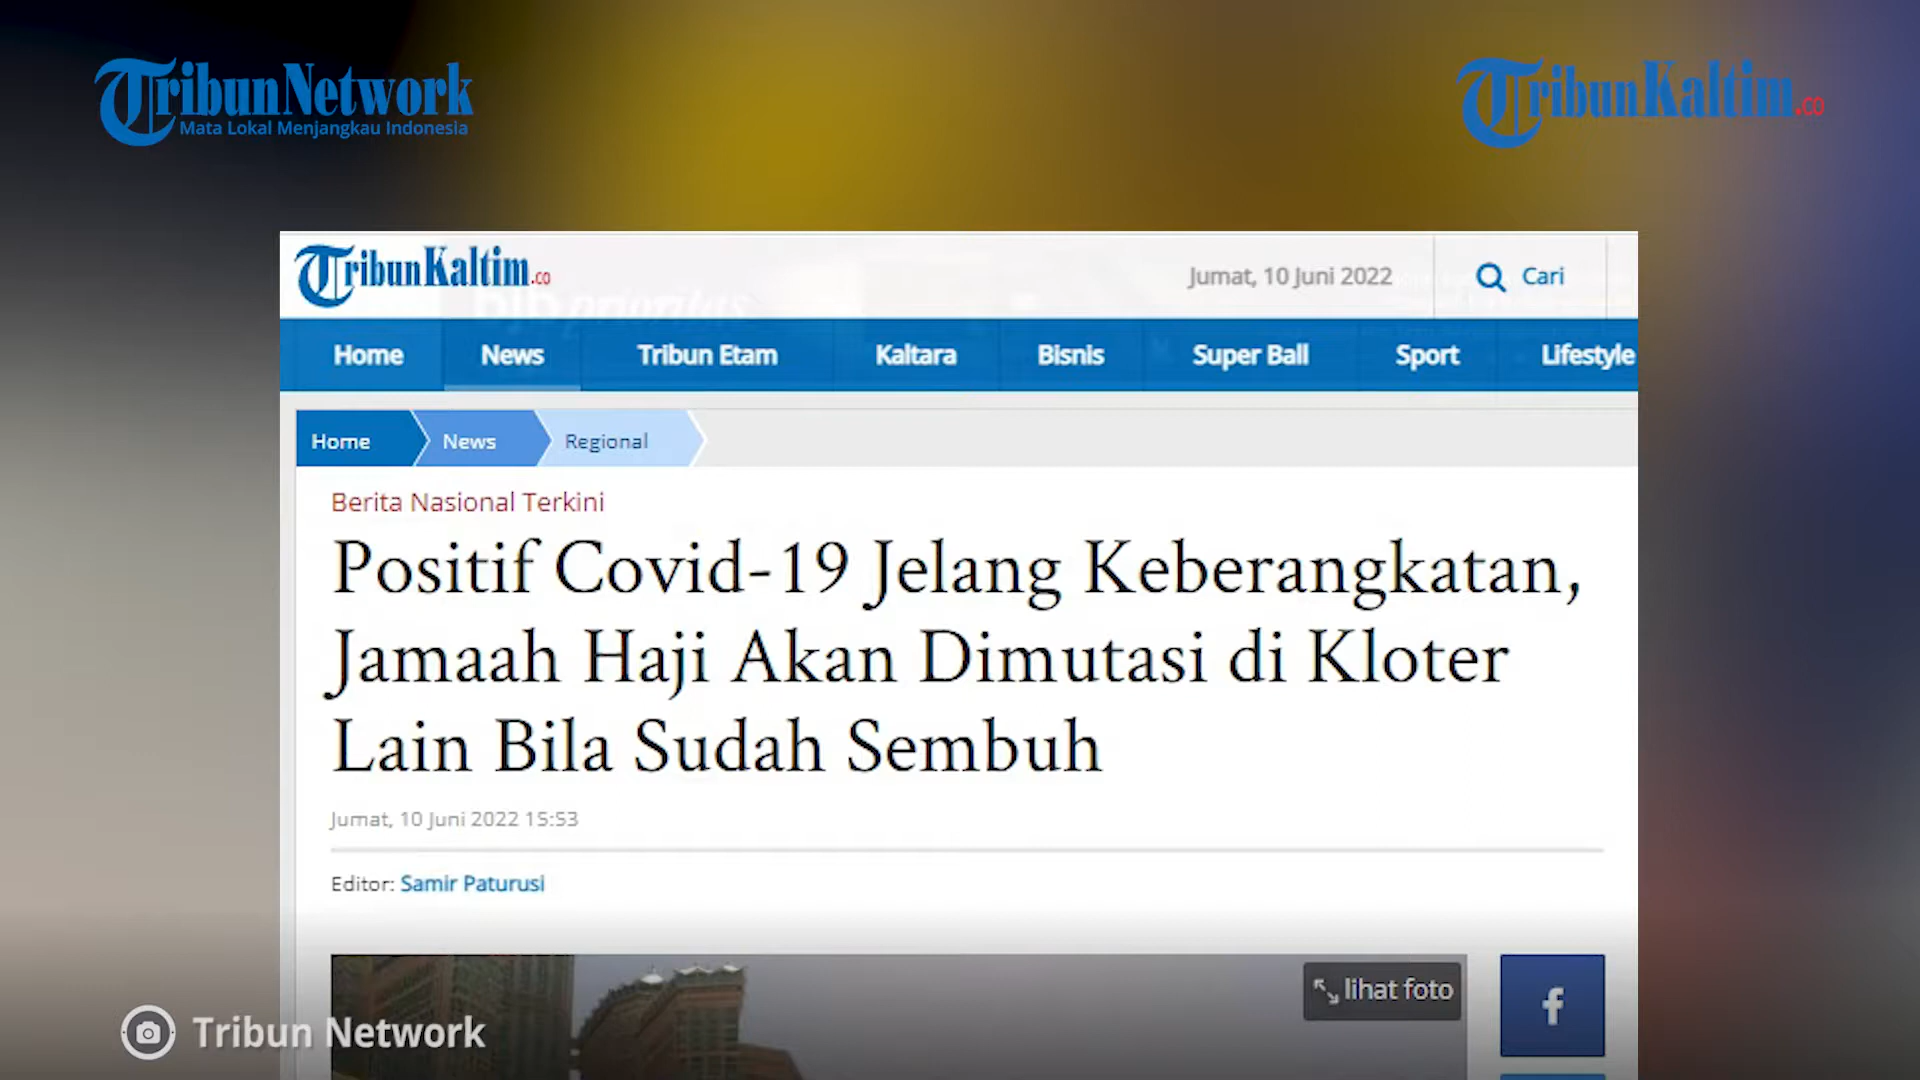 TribunNetwork
Mata Lokal Menjangkau Indonesia
TribunKaltim.co
TribunKaltim.co
Jumat, 10 Juni 2022
Cari
Home News Tribun Etam Kaltara Bisnis Super Ball Sport Lifestyle
Home News Regional
Berita Nasional Terkini
Positif Covid-19 Jelang Keberangkatan,
Jamaah Haji Akan Dimutasi di Kloter
Lain Bila Sudah Sembuh
Jumat, 10 Juni 2022 15:53
Editor: Samir Paturusi
lihat foto
f
Tribun Network